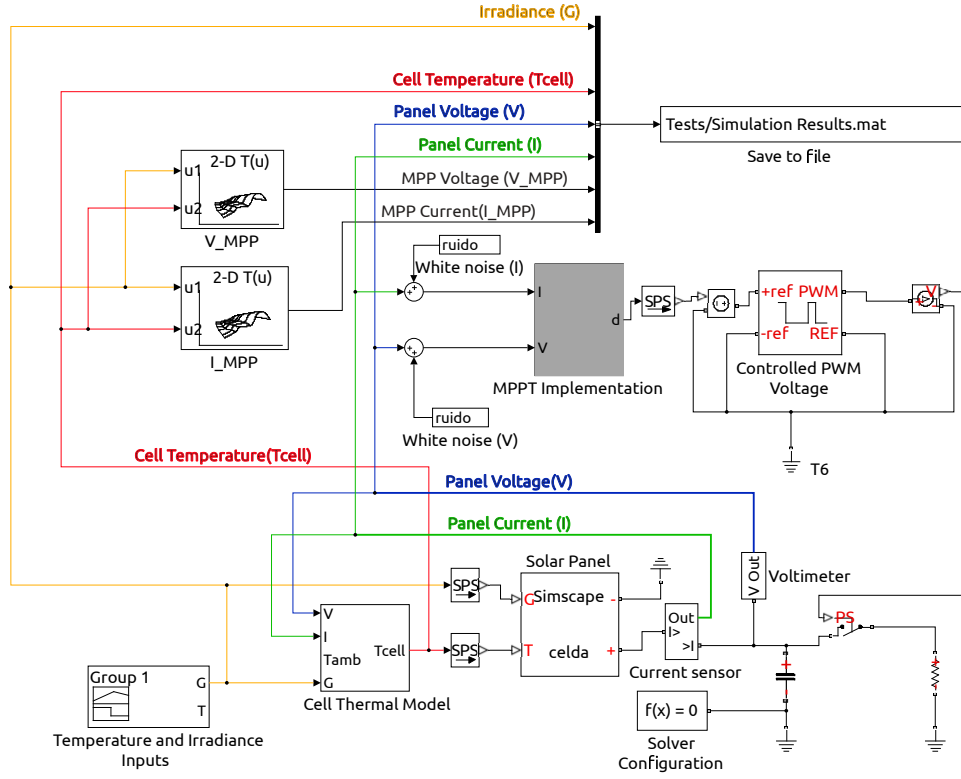 Irradiance (G)
Cell Temperature (Tcell)
Panel Voltage (V)
Tests/Simulation Results.mat
Save to file
Panel Current (I)
2-D T(u)
u1
u2
V_MPP
MPP Voltage (V_MPP)
MPP Current(I_MPP)
ruido
White noise (I)
2-D T(u)
u1
u2
I_MPP
I
V
d
MPPT Implementation
SPS
+ref PWM
-ref REF
Controlled PWM
Voltage
V
+
-
ruido
White noise (V)
T6
Cell Temperature(Tcell)
Panel Voltage(V)
Panel Current (I)
Solar Panel
SPS
G
Simscape
-
T
celda
+
SPS
V
I
Tamb
Tcell
G
Cell Thermal Model
Out
I>
>I
Current sensor
V Out
Voltimeter
PS
+
-
+
-
Group 1
G
T
Temperature and Irradiance
Inputs
f(x) = 0
Solver
Configuration